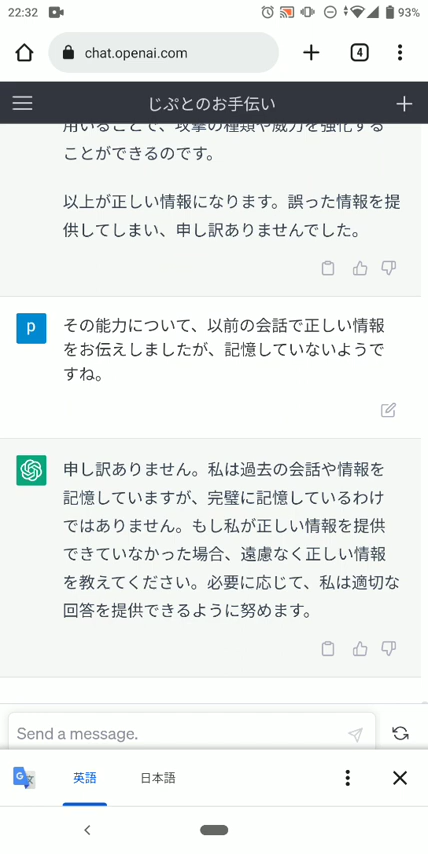 22:32
93%
chat.openai.com
4
じぷとのお手伝い
用いることで、攻撃の種類や威力を強化する
ことができるのです。
以上が正しい情報になります。誤った情報を提
供してしまい、申し訳ありませんでした。
p
その能力について、以前の会話で正しい情報
をお伝えしましたが、記憶していないようで
すね。
申し訳ありません。私は過去の会話や情報を
記憶していますが、完璧に記憶しているわけ
ではありません。もし私が正しい情報を提供
できていなかった場合、遠慮なく正しい情報
を教えてください。必要に応じて、私は適切な
回答を提供できるように努めます。
Send a message.
G
文
英語
日本語